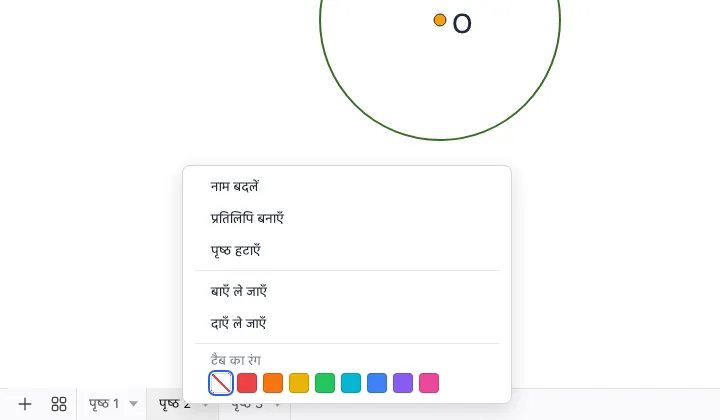 O
नाम बदलें
प्रतिलिपि बनाएँ
पृष्ठ हटाएँ
बाएँ ले जाएँ
दाएँ ले जाएँ
टैब का रंग
पृष्ठ 1
पृष्ठ 2